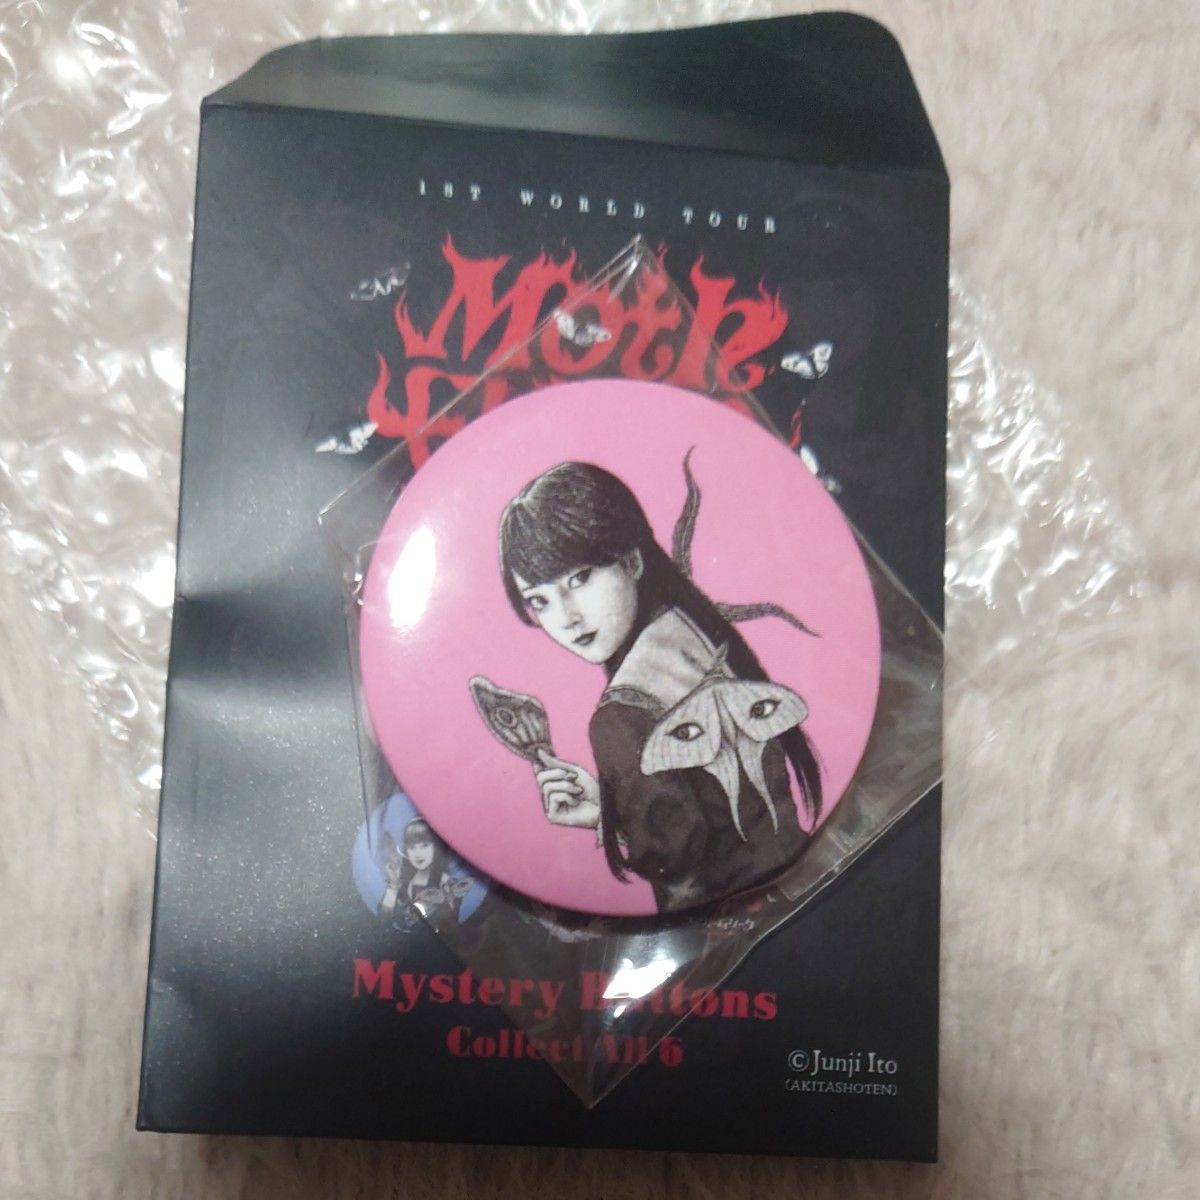 1ST WORLD TOUR
Moth
Mystery Buttons
Collect All 6
©Junji Ito
(AKITASHOTEN)